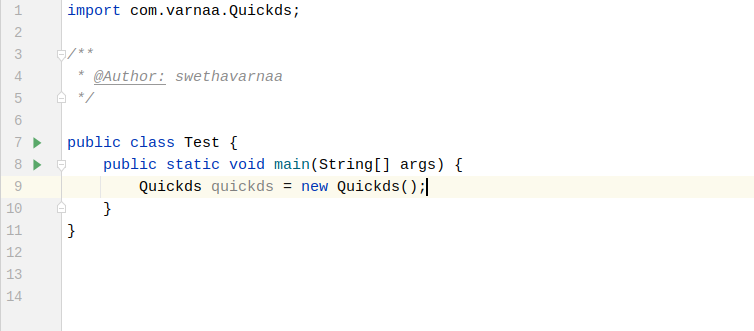 1 import com.varnaa.Quickds;
2
3 /**
4  * @Author: swethavarnaa
5  */
6
7 public class Test {
8     public static void main(String[] args) {
9         Quickds quickds = new Quickds();
10     }
11 }
12
13
14